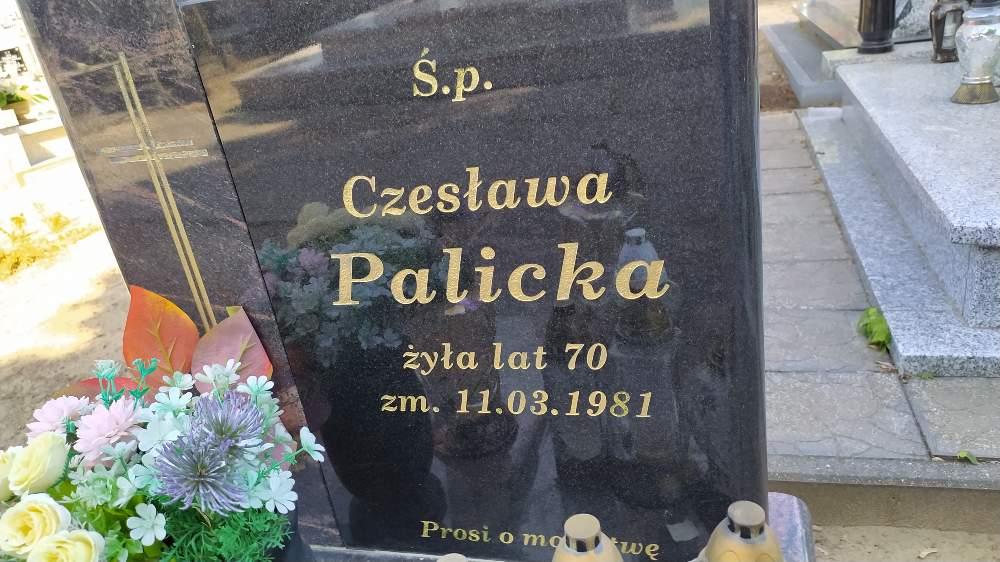 Ś.p.
Czesława
Palicka
żyła lat 70
zm. 11.03.1981
Prosi o